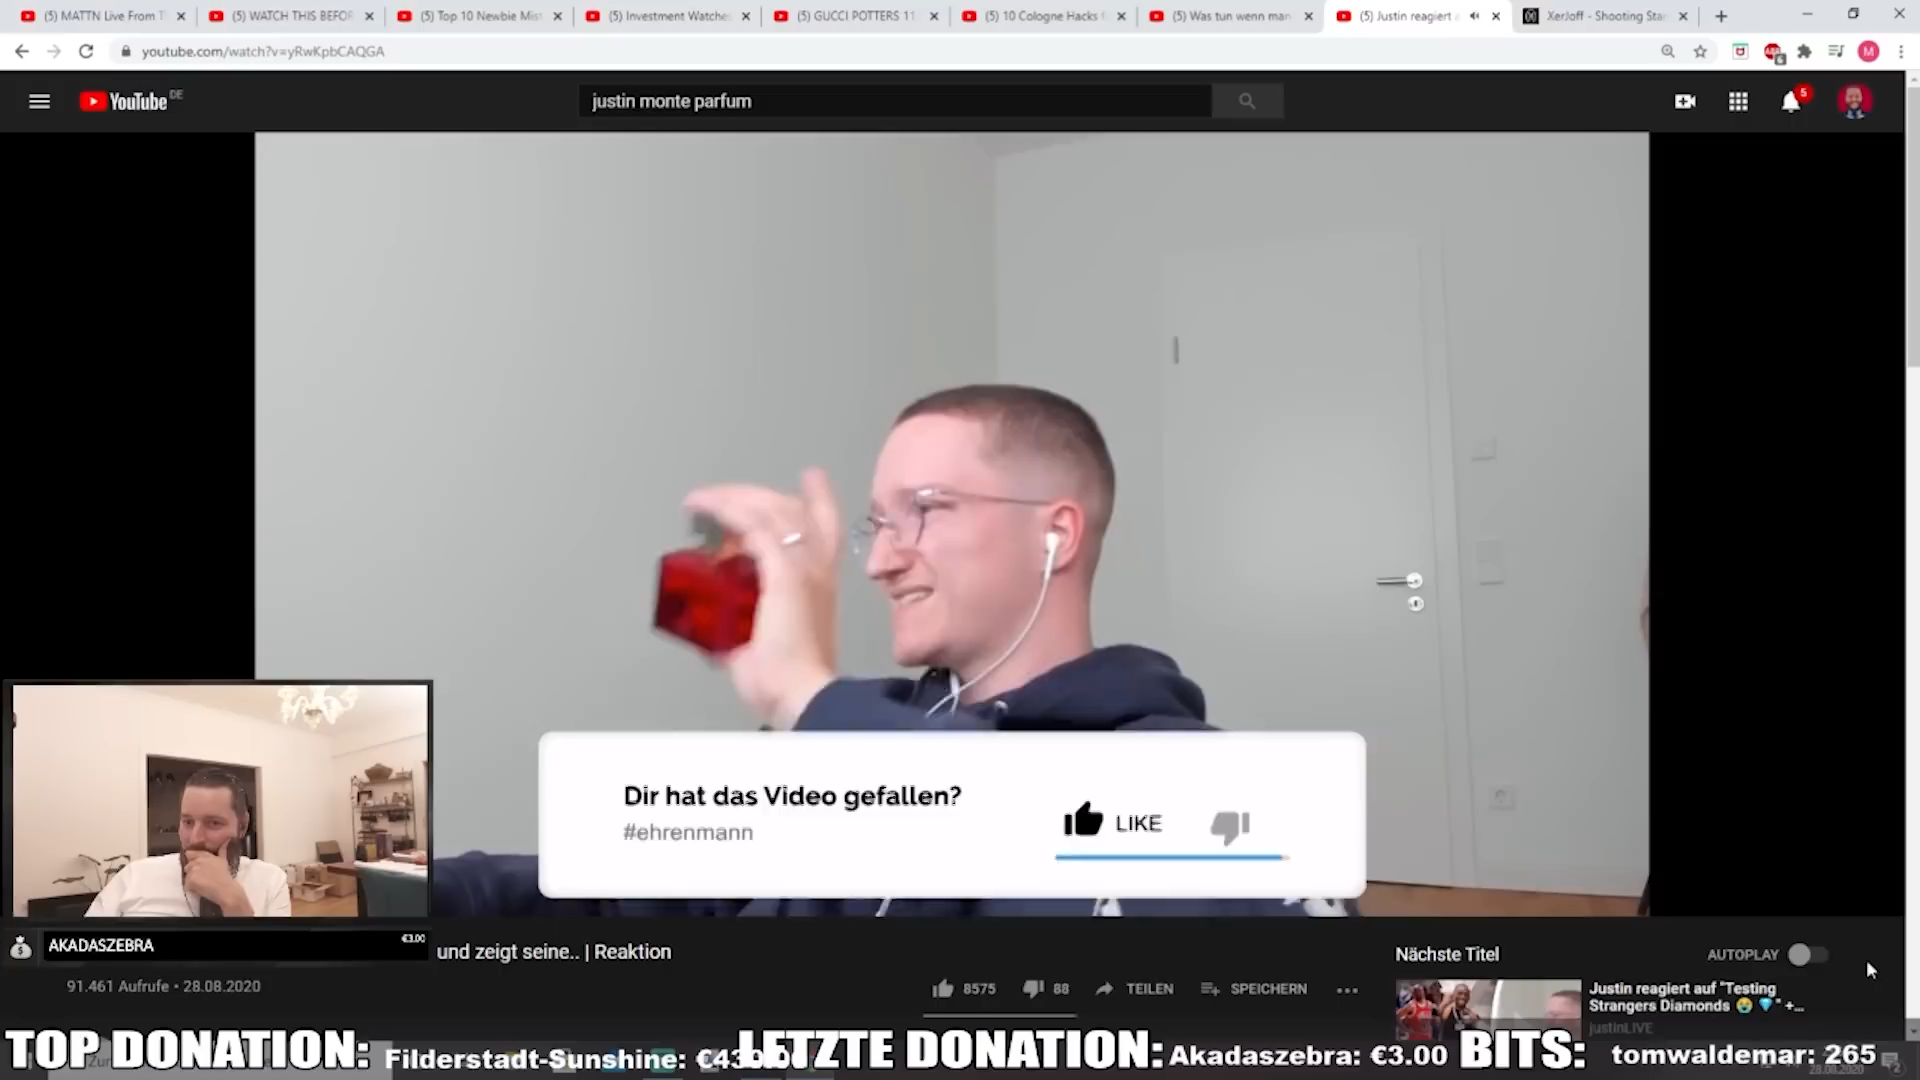 (5) MATTN Live From T
(5) WATCH THIS BEFOR
(5) Top 10 Newbie Mist
(5) Investment Watche
(5) GUCCI POTTERS 11
(5) 10 Cologne Hacks f
(5) Was tun wenn man
(5) Justin reagiert a
XerJoff - Shooting Star
youtube.com/watch?v=yRwKpbCAQGA
M
YouTube DE
justin monte parfum
5
Dir hat das Video gefallen?
#ehrenmann
LIKE
AKADASZEBRA
€3.00
und zeigt seine.. | Reaktion
91.461 Aufrufe • 28.08.2020
8575
88
TEILEN
SPEICHERN
Nächste Titel
AUTOPLAY
Justin reagiert auf "Testing
Strangers Diamonds 😭 💎" +...
justinLIVE
TOP DONATION:
Filderstadt-Sunshine:
LETZTE DONATION:
Akadaszebra: €3.00
BITS:
tomwaldemar: 265
28.08.2020